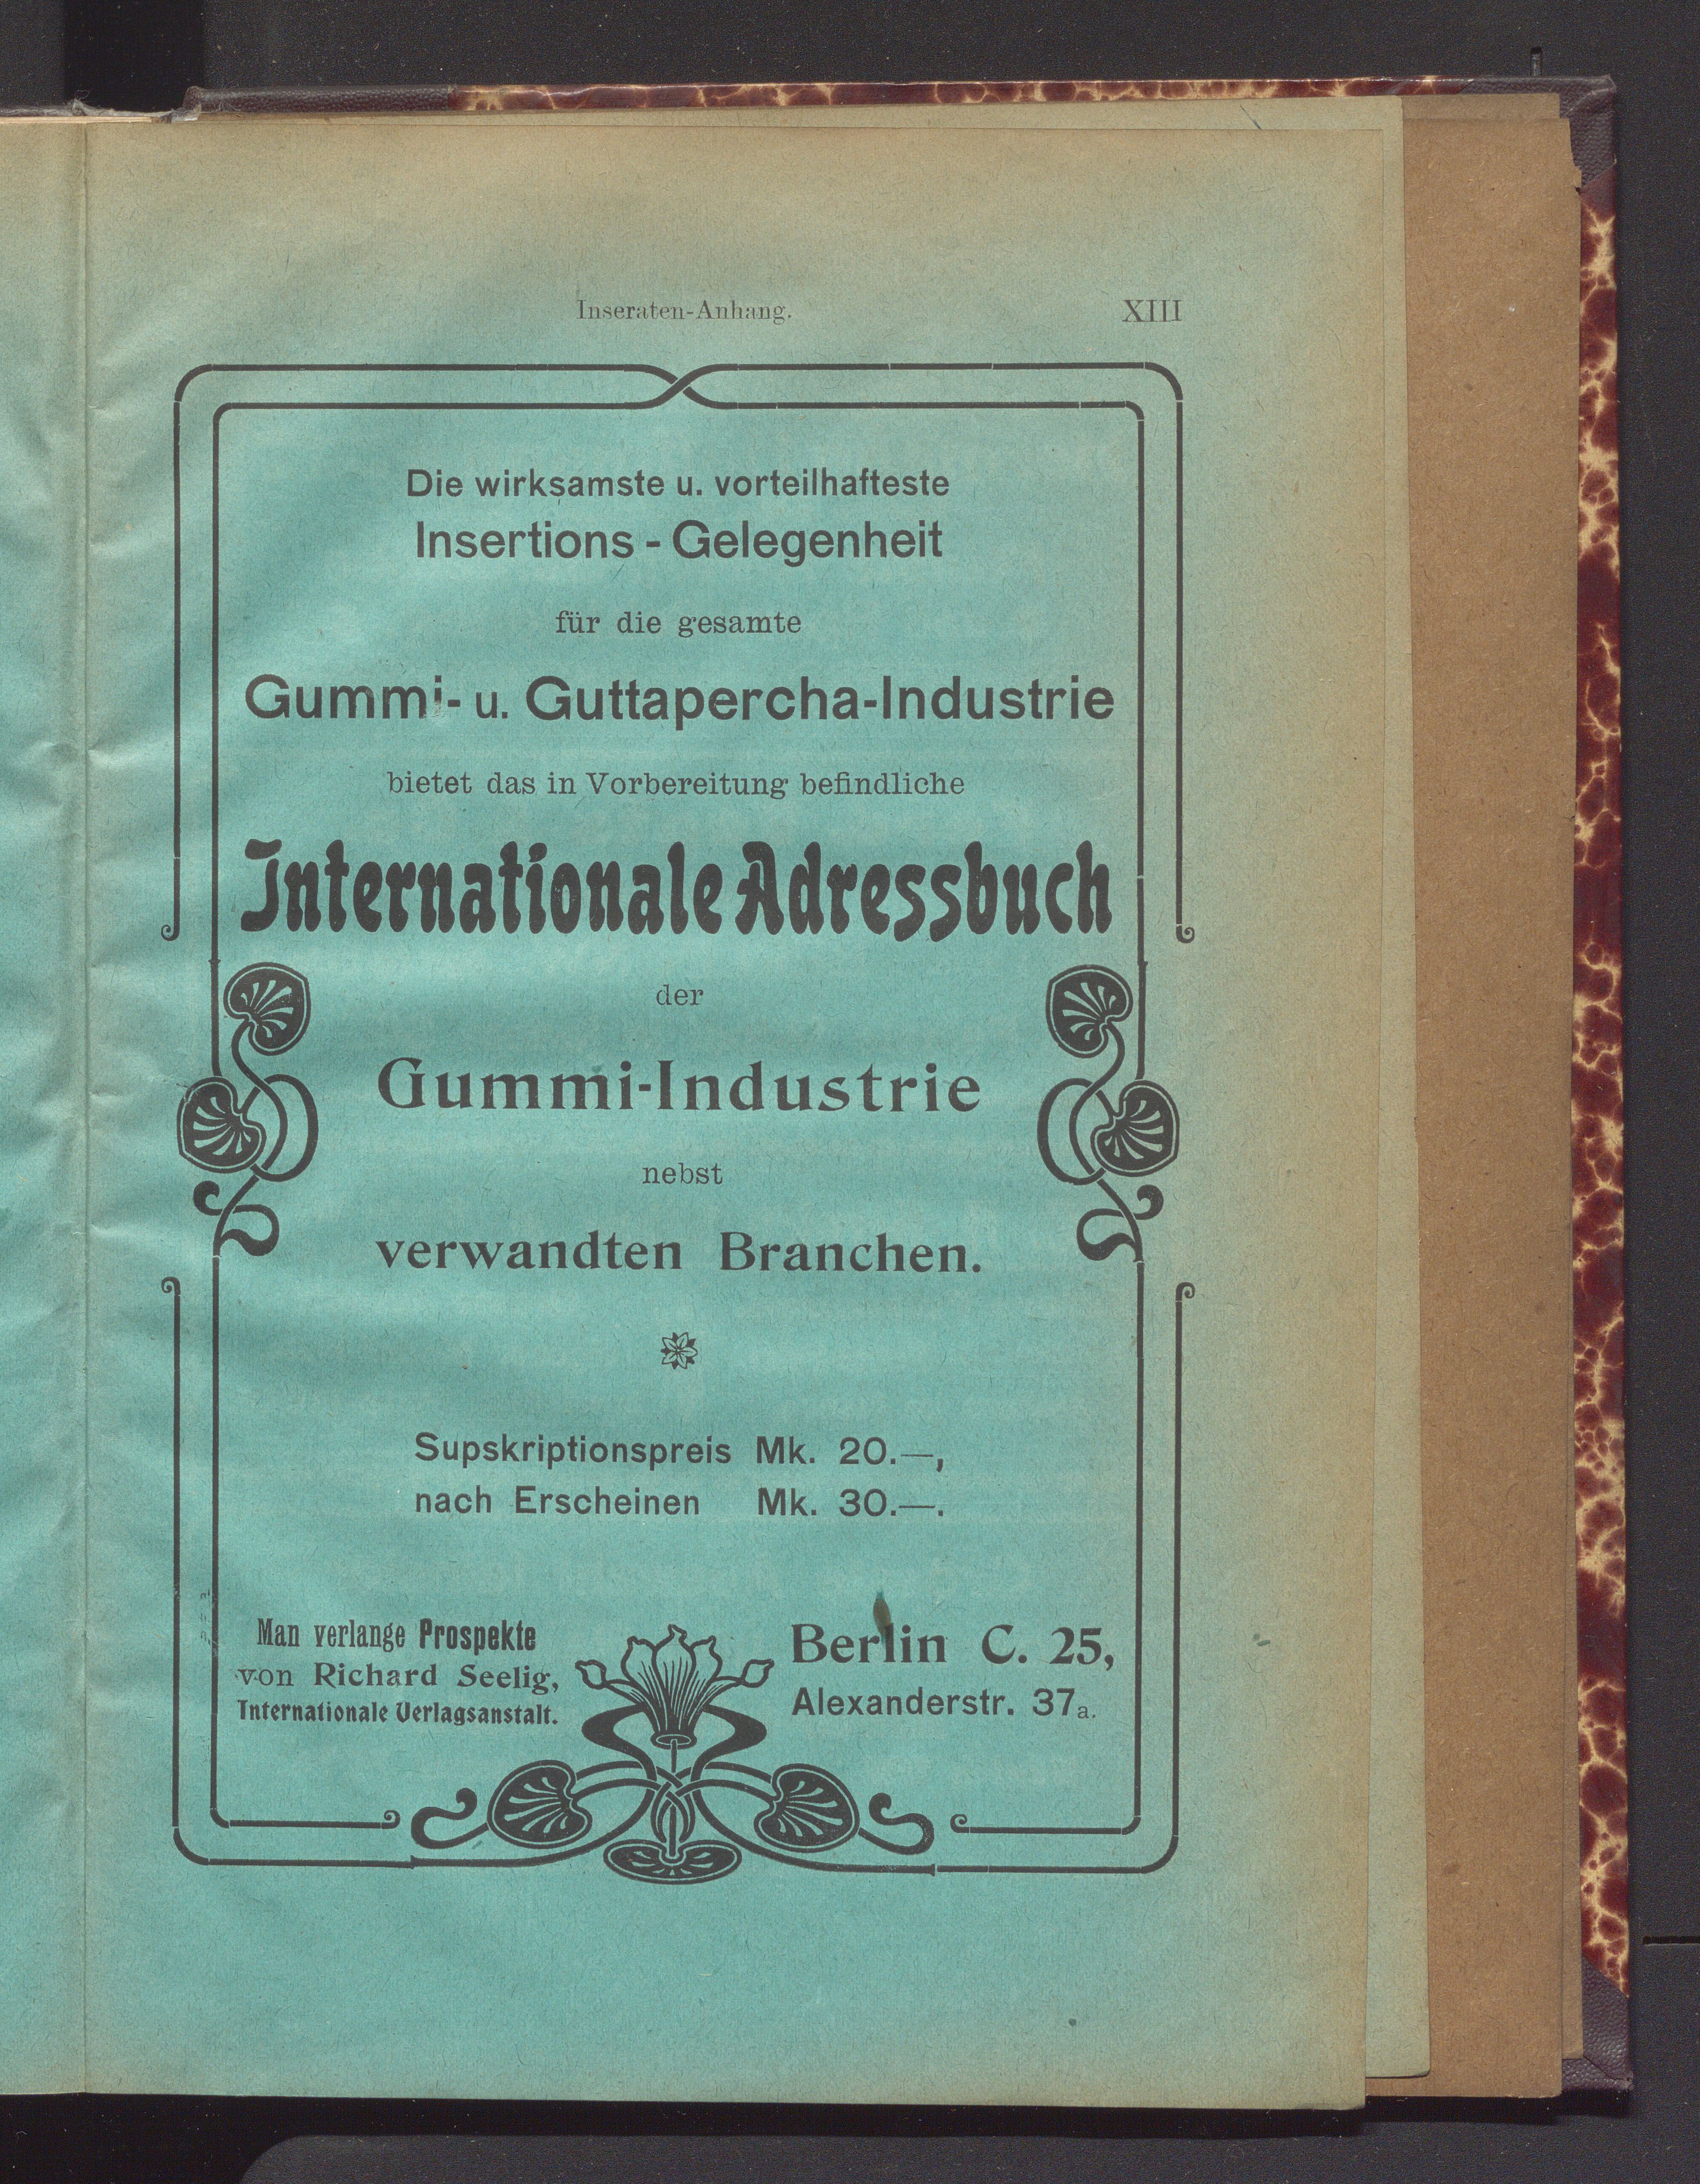 Inseraten-Anhang. XIII
Die wirksamste u. vorteilhafteste
Insertions - Gelegenheit
für die gesamte
Gummi- u. Guttapercha-Industrie
bietet das in Vorbereitung befindliche
Internationale Adressbuch
der
Gummi-Industrie
nebst
verwandten Branchen.
Supskriptionspreis Mk. 20.—,
nach Erscheinen Mk. 30.—.
Man verlange Prospekte
von Richard Seelig,
Internationale Verlagsanstalt.
Berlin C. 25,
Alexanderstr. 37a.